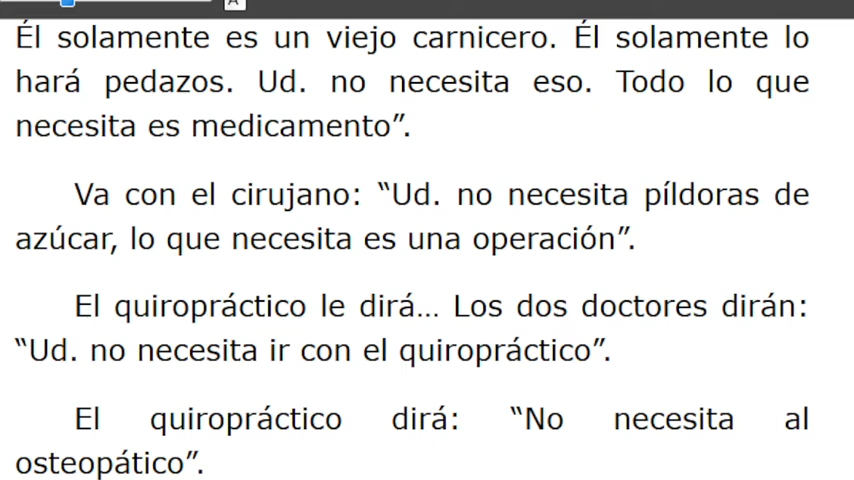 A
Él solamente es un viejo carnicero. Él solamente lo
hará pedazos. Ud. no necesita eso. Todo lo que
necesita es medicamento”.
Va con el cirujano: “Ud. no necesita píldoras de
azúcar, lo que necesita es una operación”.
El quiropráctico le dirá... Los dos doctores dirán:
“Ud. no necesita ir con el quiropráctico”.
El quiropráctico dirá: “No necesita al
osteopático”.